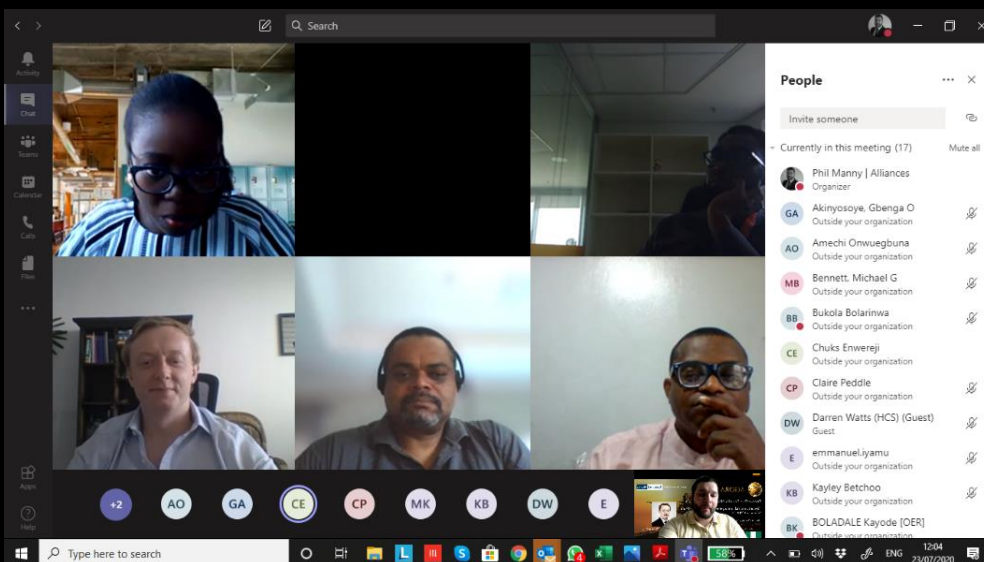 Search
Activity
Chat
Teams
Calendar
Calls
Files
Apps
Help
People
Invite someone
Currently in this meeting (17)
Mute all
Phil Manny | Alliances
Organizer
GA
Akinyosoye, Gbenga O
Outside your organization
AO
Amechi Onwuegbuna
Outside your organization
MB
Bennett, Michael G
Outside your organization
BB
Bukola Bolarinwa
Outside your organization
CE
Chuks Enwereji
Outside your organization
CP
Claire Peddle
Outside your organization
DW
Darren Watts (HCS) (Guest)
Guest
E
emmanuel.iyamu
Outside your organization
KB
Kayley Betchoo
Outside your organization
BK
BOLADALE Kayode [OER]
Outside your organization
+2
AO
GA
CE
CP
MK
KB
DW
E
Type here to search
58%
ENG
12:04
23/07/2020